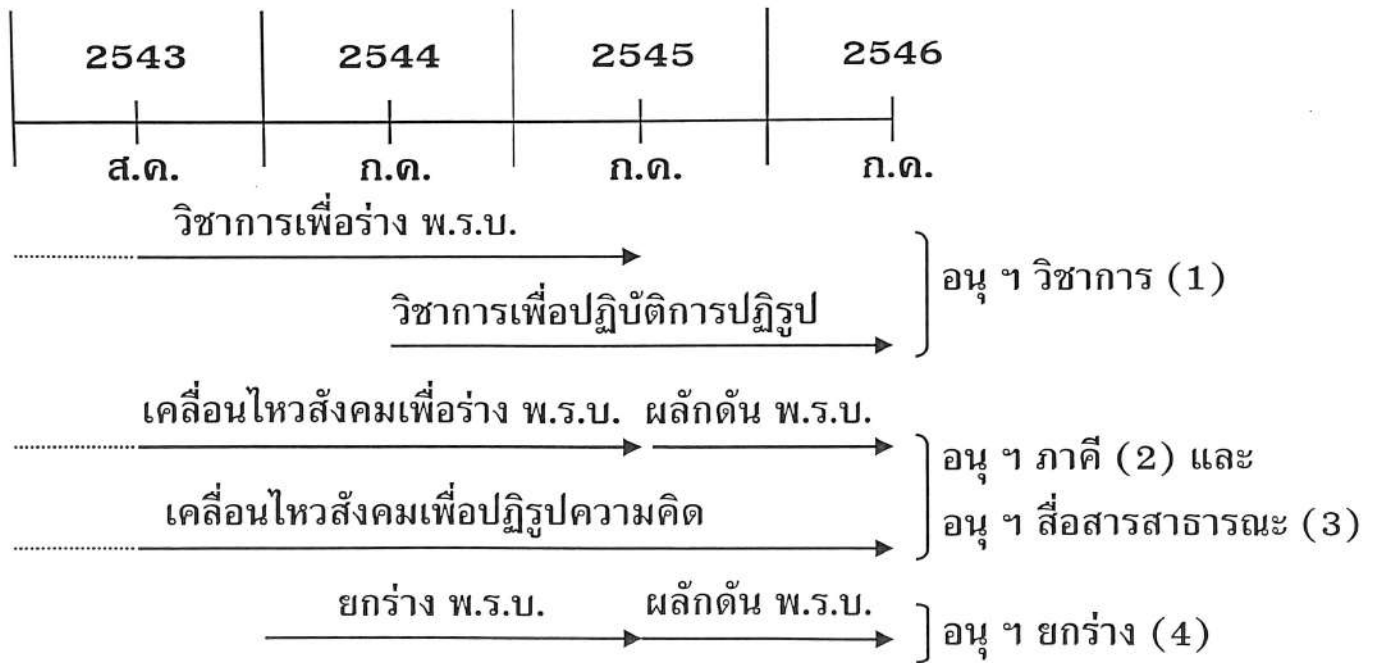 2543 2544 2545 2546
ส.ค. ก.ค. ก.ค. ก.ค.
วิชาการเพื่อร่าง พ.ร.บ.
อนุ ฯ วิชาการ (1)
วิชาการเพื่อปฏิบัติการปฏิรูป
เคลื่อนไหวสังคมเพื่อร่าง พ.ร.บ. ผลักดัน พ.ร.บ.
อนุ ฯ ภาคี (2) และ
เคลื่อนไหวสังคมเพื่อปฏิรูปความคิด
อนุ ฯ สื่อสารสาธารณะ (3)
ยกร่าง พ.ร.บ. ผลักดัน พ.ร.บ.
อนุ ฯ ยกร่าง (4)